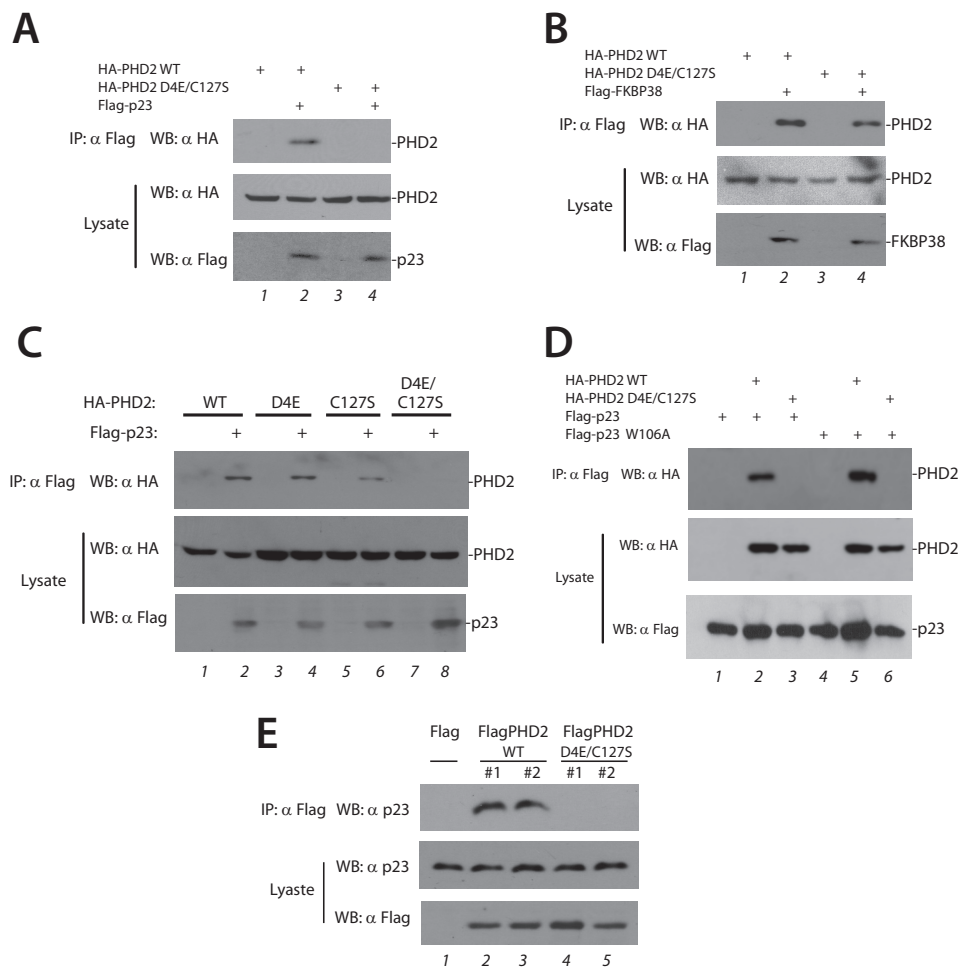 A
HA-PHD2 WT + +
HA-PHD2 D4E/C127S + +
Flag-p23 + +
IP: α Flag WB: α HA -PHD2
WB: α HA -PHD2
Lysate
WB: α Flag -p23
1 2 3 4
B
HA-PHD2 WT + +
HA-PHD2 D4E/C127S + +
Flag-FKBP38 + +
IP: α Flag WB: α HA -PHD2
WB: α HA -PHD2
Lysate
WB: α Flag -FKBP38
1 2 3 4
C
D4E/
HA-PHD2: WT D4E C127S C127S
Flag-p23: + + + +
IP: α Flag WB: α HA -PHD2
WB: α HA -PHD2
Lysate
WB: α Flag -p23
1 2 3 4 5 6 7 8
D
HA-PHD2 WT + +
HA-PHD2 D4E/C127S + +
Flag-p23 + + +
Flag-p23 W106A + + +
IP: α Flag WB: α HA -PHD2
WB: α HA -PHD2
Lysate
WB: α Flag -p23
1 2 3 4 5 6
E
Flag FlagPHD2 FlagPHD2
WT D4E/C127S
#1 #2 #1 #2
IP: α Flag WB: α p23
WB: α p23
Lyaste
WB: α Flag
1 2 3 4 5